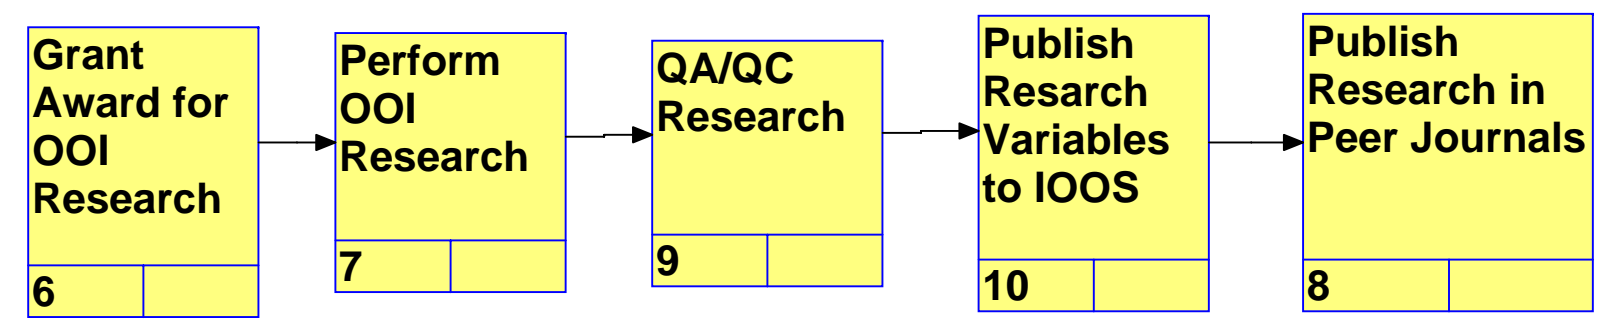 Grant
Award for
OOI
Research
6
Perform
OOI
Research
7
QA/QC
Research
9
Publish
Resarch
Variables
to IOOS
10
Publish
Research in
Peer Journals
8